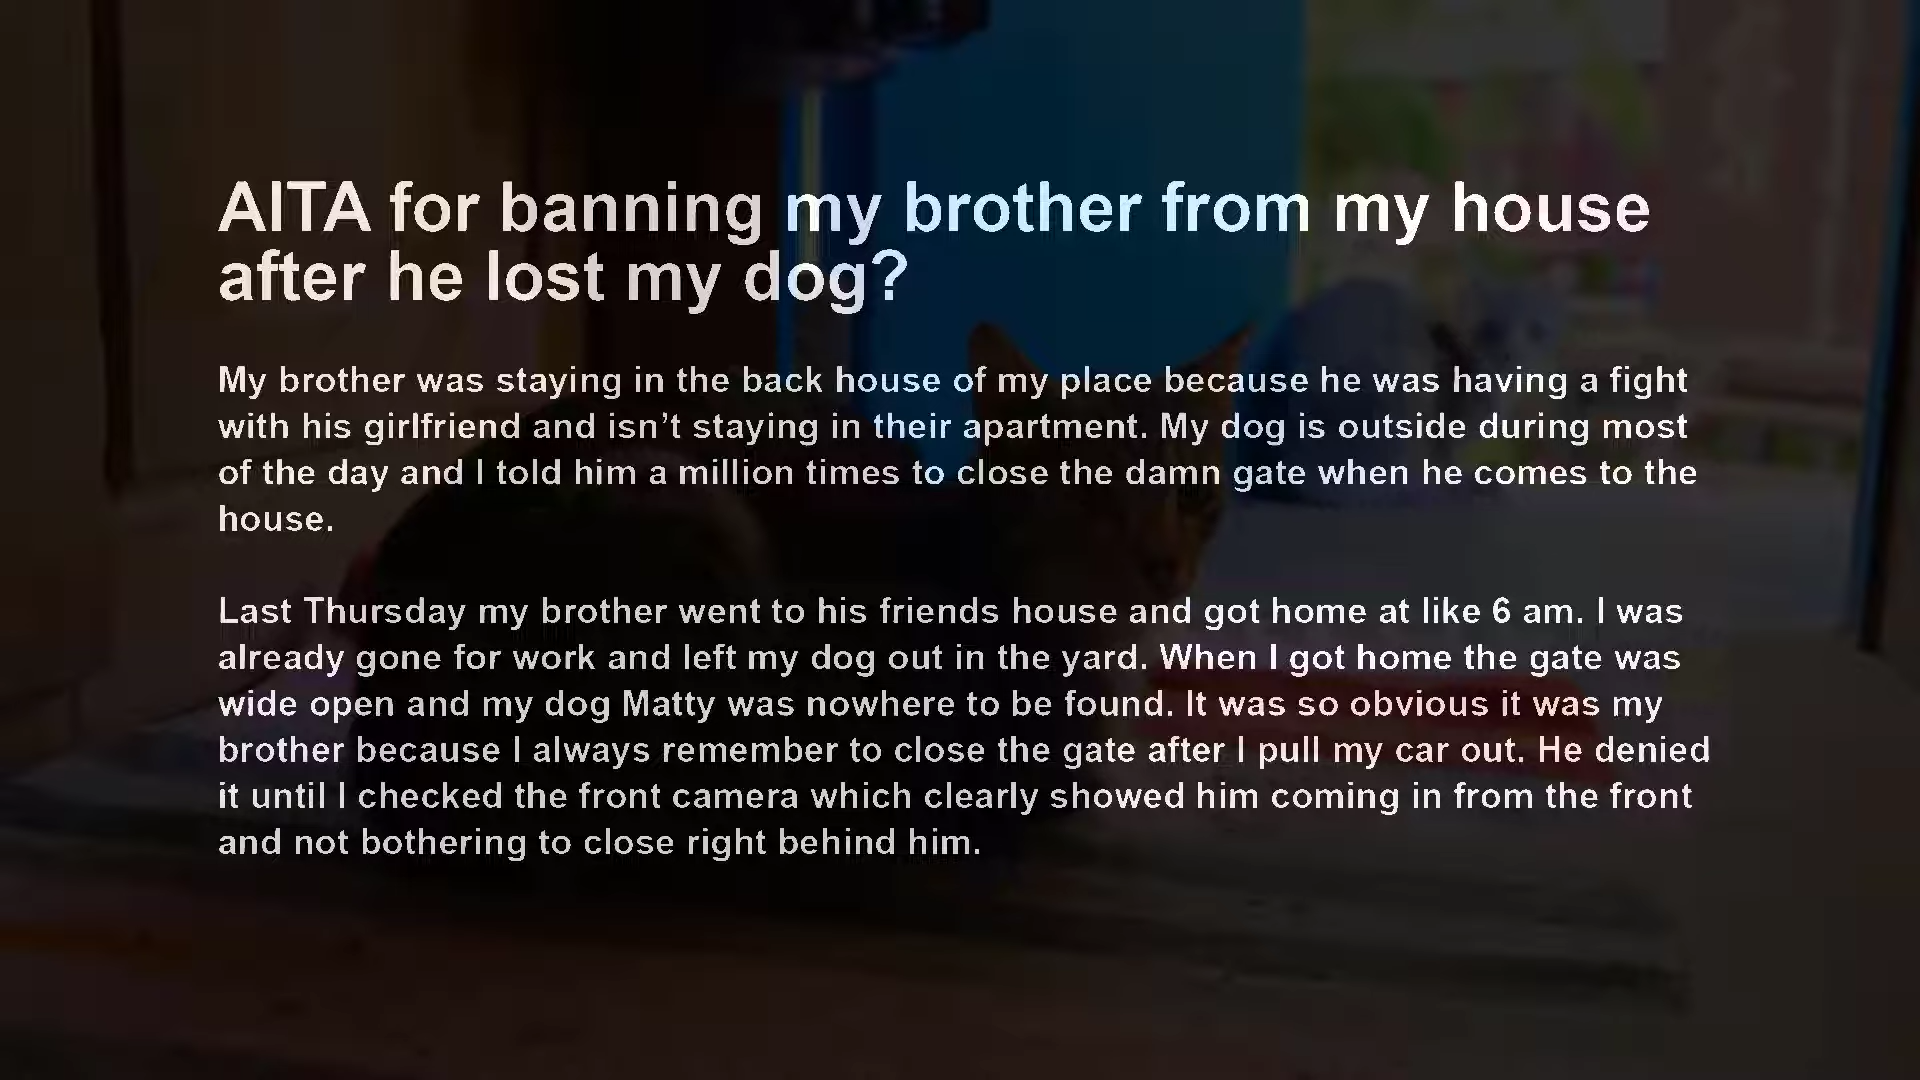 AITA for banning my brother from my house
after he lost my dog?
My brother was staying in the back house of my place because he was having a fight
with his girlfriend and isn’t staying in their apartment. My dog is outside during most
of the day and I told him a million times to close the damn gate when he comes to the
house.
Last Thursday my brother went to his friends house and got home at like 6 am. I was
already gone for work and left my dog out in the yard. When I got home the gate was
wide open and my dog Matty was nowhere to be found. It was so obvious it was my
brother because I always remember to close the gate after I pull my car out. He denied
it until I checked the front camera which clearly showed him coming in from the front
and not bothering to close right behind him.